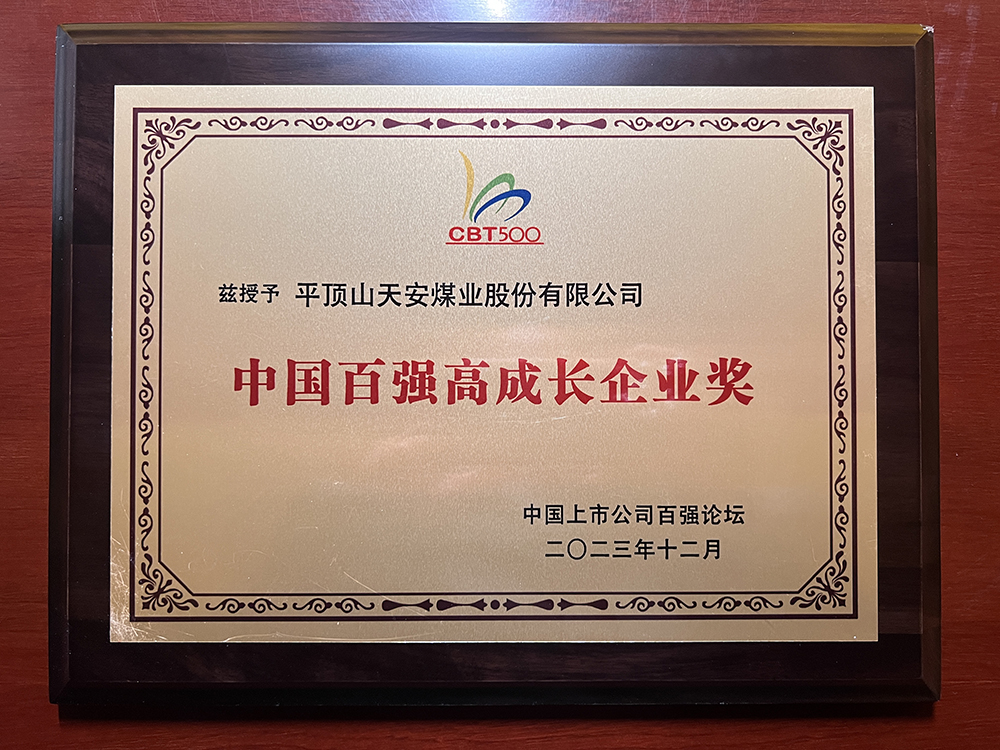 CBT500
兹授予 平顶山天安煤业股份有限公司
中国百强高成长企业奖
中国上市公司百强论坛
二〇二三年十二月